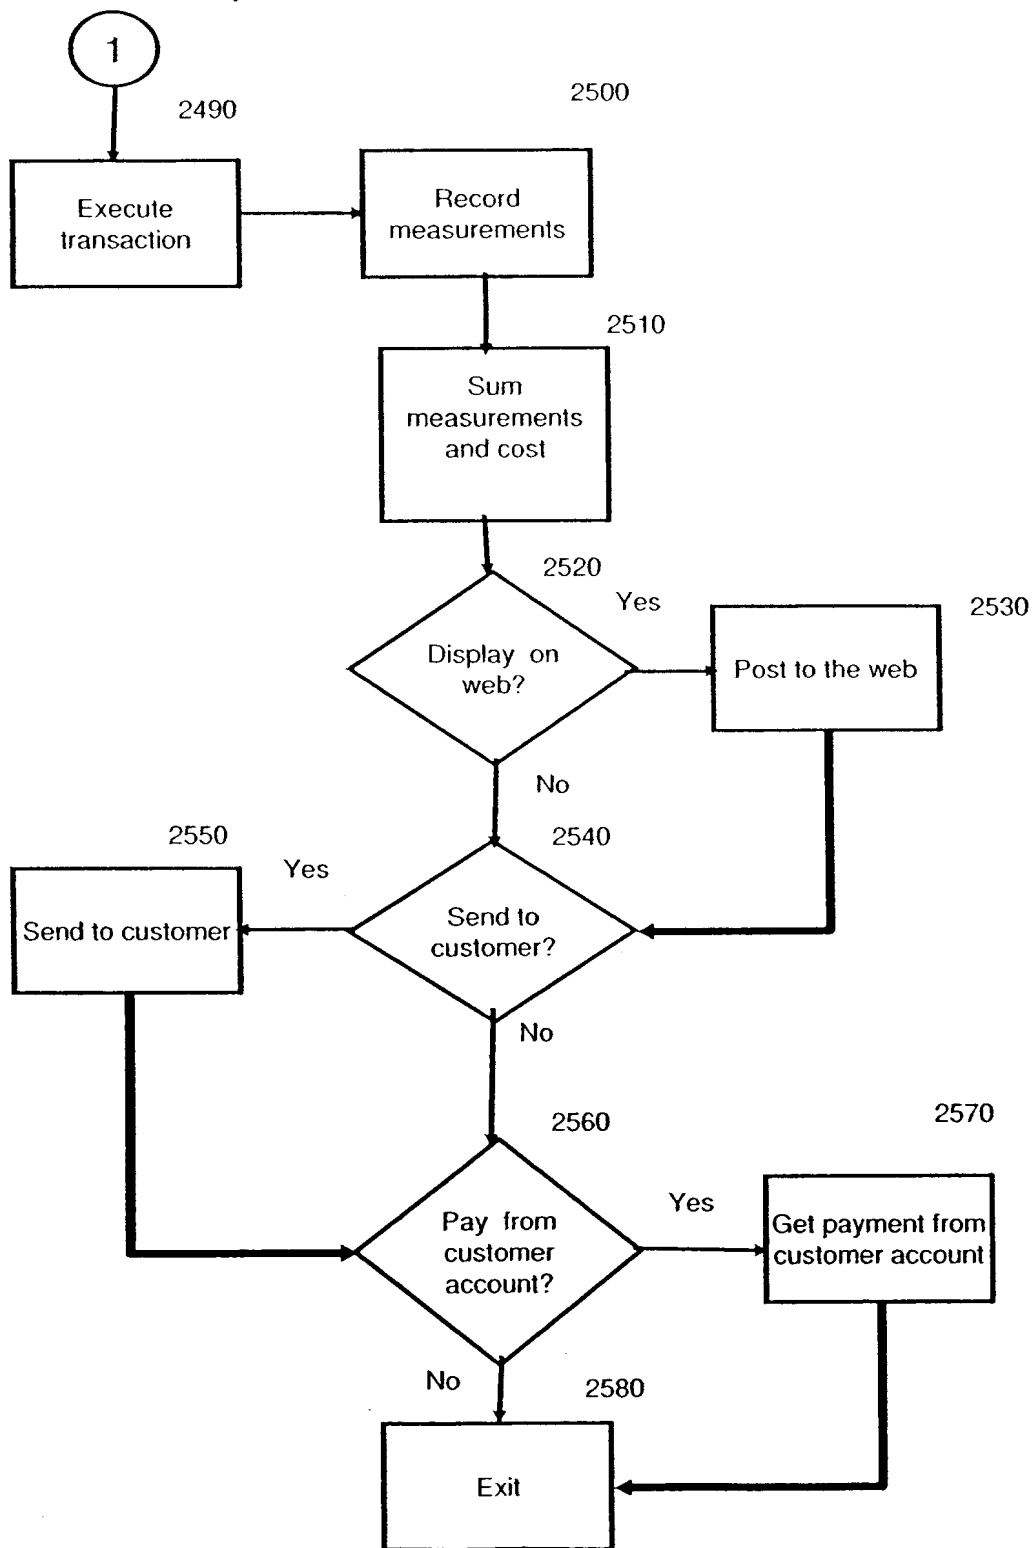 1
2490
Execute
transaction
2500
Record
measurements
2510
Sum
measurements
and cost
2520
Display on
web?
Yes
2530
Post to the web
No
2540
Send to
customer?
Yes
2550
Send to customer
No
2560
Pay from
customer
account?
Yes
2570
Get payment from
customer account
No
2580
Exit